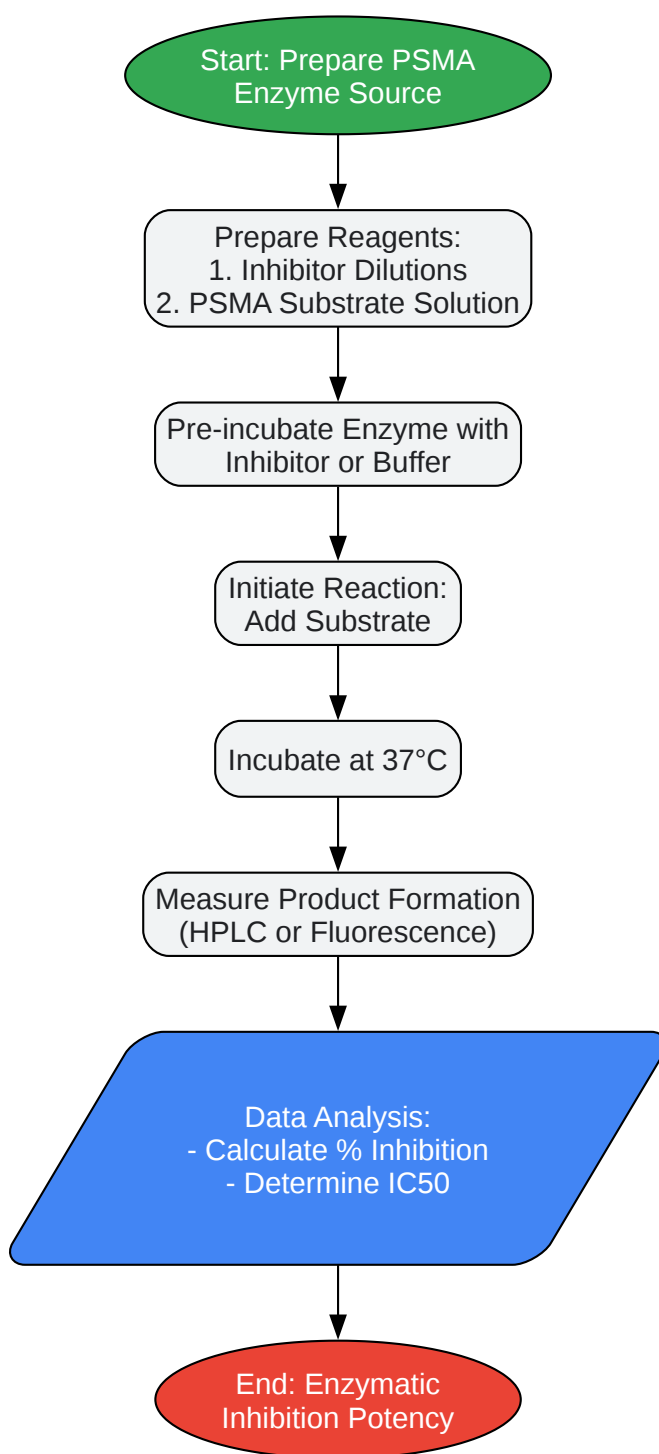 Start: Prepare PSMA
Enzyme Source
Prepare Reagents:
1. Inhibitor Dilutions
2. PSMA Substrate Solution
Pre-incubate Enzyme with
Inhibitor or Buffer
Initiate Reaction:
Add Substrate
Incubate at 37°C
Measure Product Formation
(HPLC or Fluorescence)
Data Analysis:
- Calculate % Inhibition
- Determine IC50
End: Enzymatic
Inhibition Potency